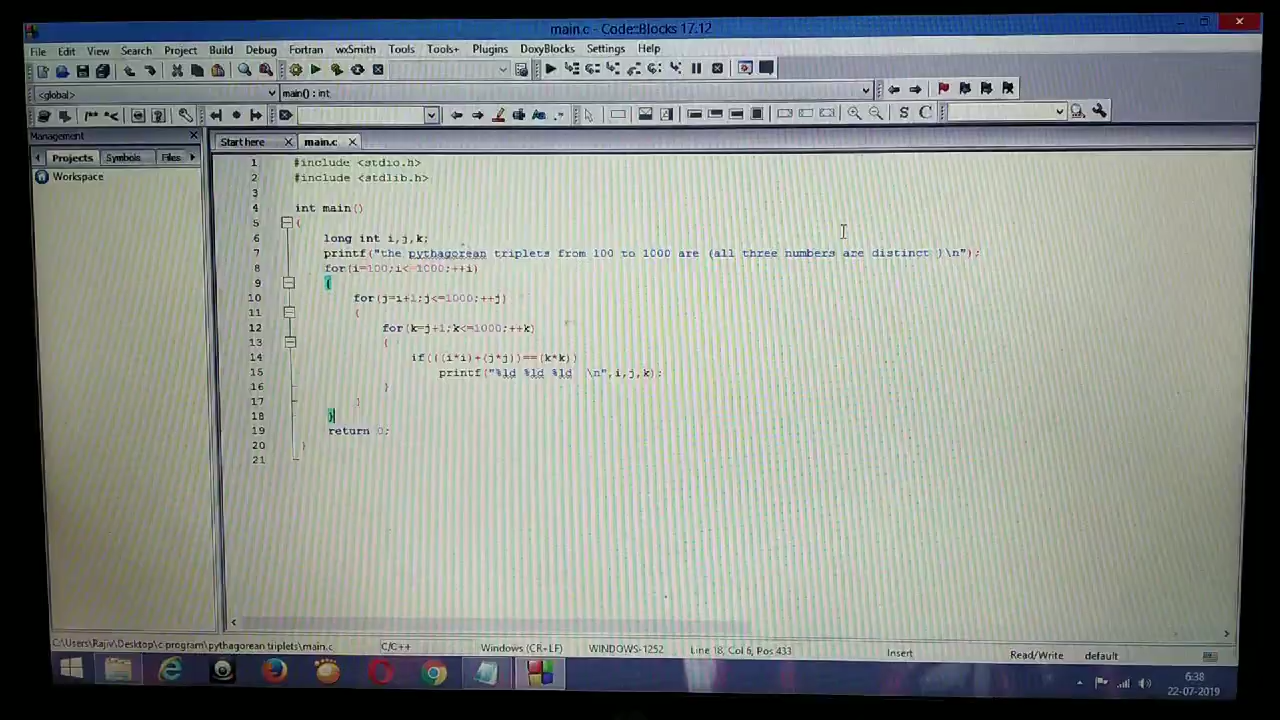 main.c - Code::Blocks 17.12
File Edit View Search Project Build Debug Fortran wxSmith Tools Tools+ Plugins DoxyBlocks Settings Help
<global> main() : int
Management
Projects Symbols Files
Workspace
Start here main.c
1 #include <stdio.h>
2 #include <stdlib.h>
3
4 int main()
5 {
6 long int i,j,k;
7 printf("the pythagorean triplets from 100 to 1000 are (all three numbers are distinct )\n");
8 for(i=100;i<=1000;++i)
9 {
10 for(j=i+1;j<=1000;++j)
11 {
12 for(k=j+1;k<=1000;++k)
13 {
14 if(((i*i)+(j*j))==(k*k))
15 printf("%ld %ld %ld  \n",i,j,k);
16 }
17 }
18 }
19 return 0;
20 }
21
C:\Users\Rajiv\Desktop\c program\pythagorean triplets\main.c C/C++ Windows (CR+LF) WINDOWS-1252 Line 18, Col 6, Pos 433 Insert Read/Write default
6:38
22-07-2019